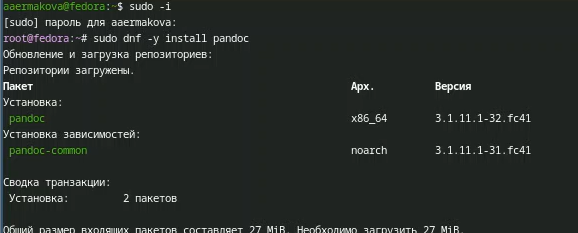 aaermakova@fedora:~$ sudo -i
[sudo] пароль для aaermakova:
root@fedora:~# sudo dnf -y install pandoc
Обновление и загрузка репозиториев:
Репозитории загружены.
Пакет Арх. Версия
Установка:
pandoc x86_64 3.1.11.1-32.fc41
Установка зависимостей:
pandoc-common noarch 3.1.11.1-31.fc41
Сводка транзакции:
Установка: 2 пакетов
Общий размер входящих пакетов составляет 27 MiB. Необходимо загрузить 27 MiB.